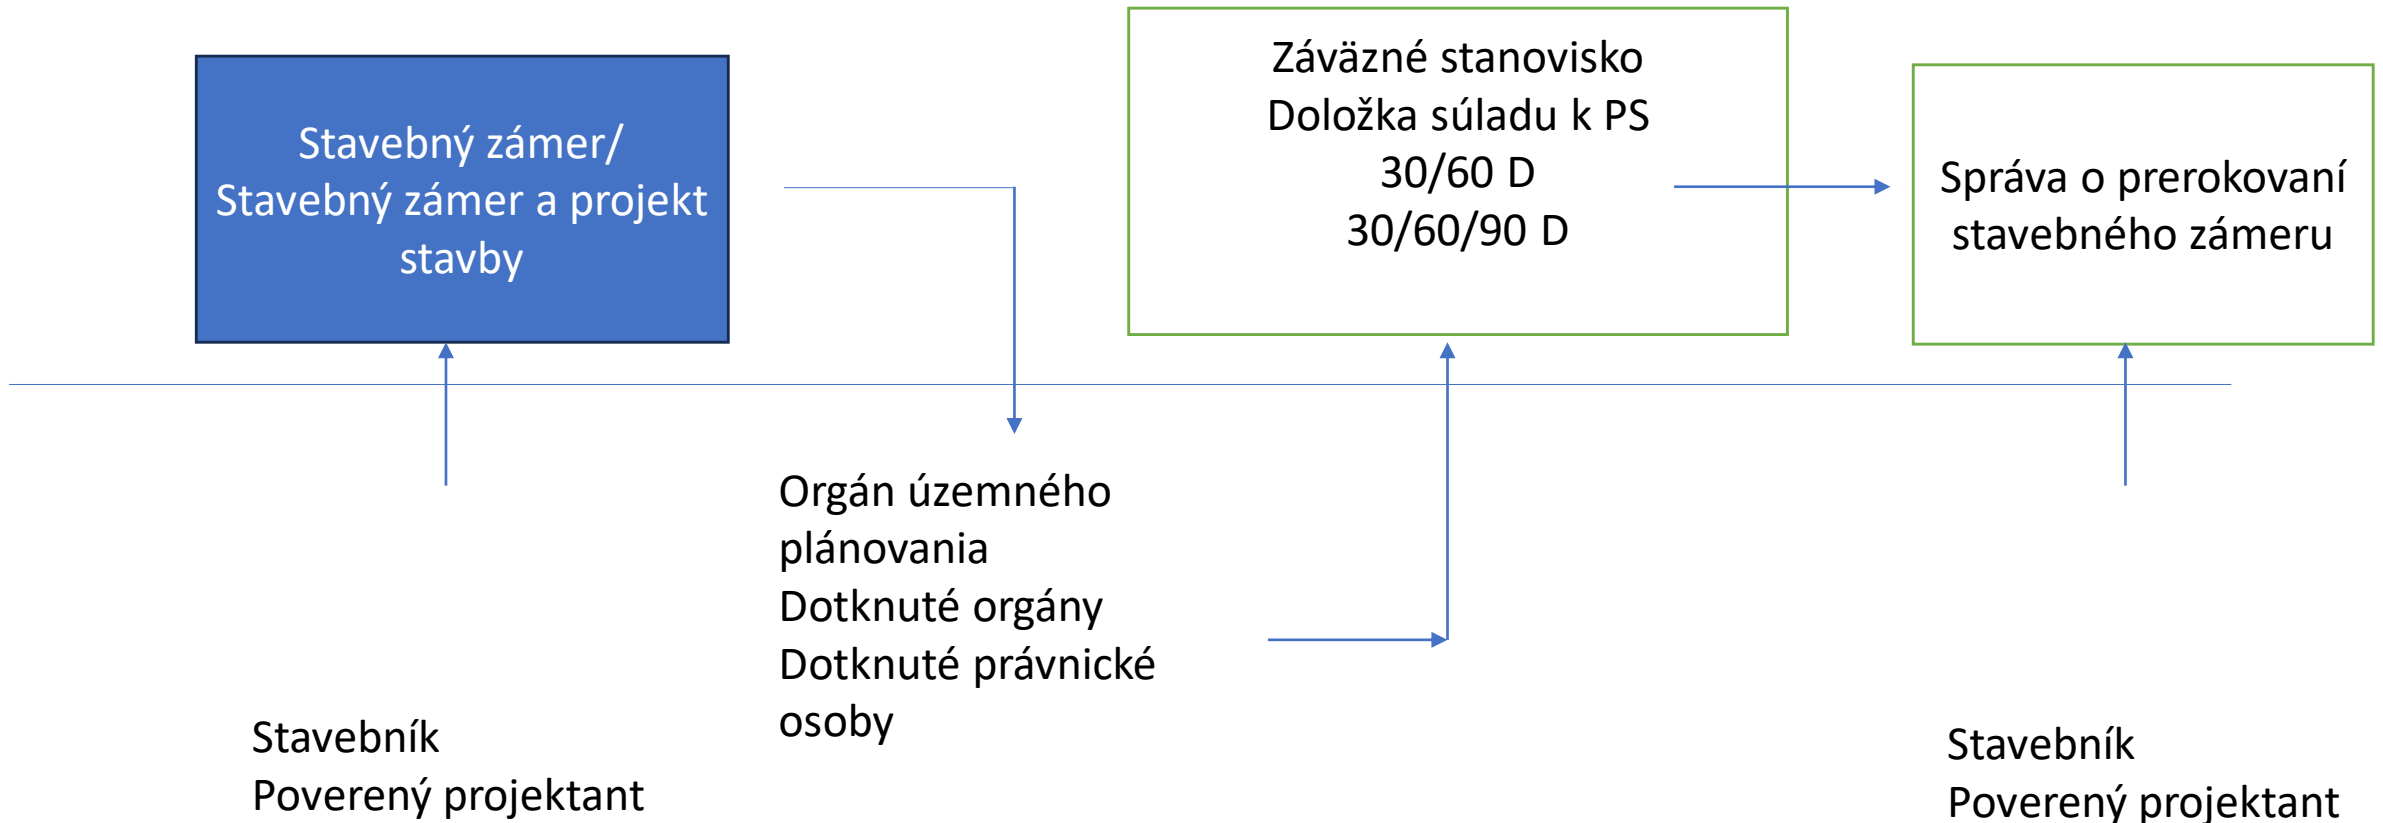 Stavebný zámer/
Stavebný zámer a projekt
stavby
Záväzné stanovisko
Doložka súladu k PS
30/60 D
30/60/90 D
Správa o prerokovaní
stavebného zámeru
Orgán územného
plánovania
Dotknuté orgány
Dotknuté právnické
osoby
Stavebník
Poverený projektant
Stavebník
Poverený projektant